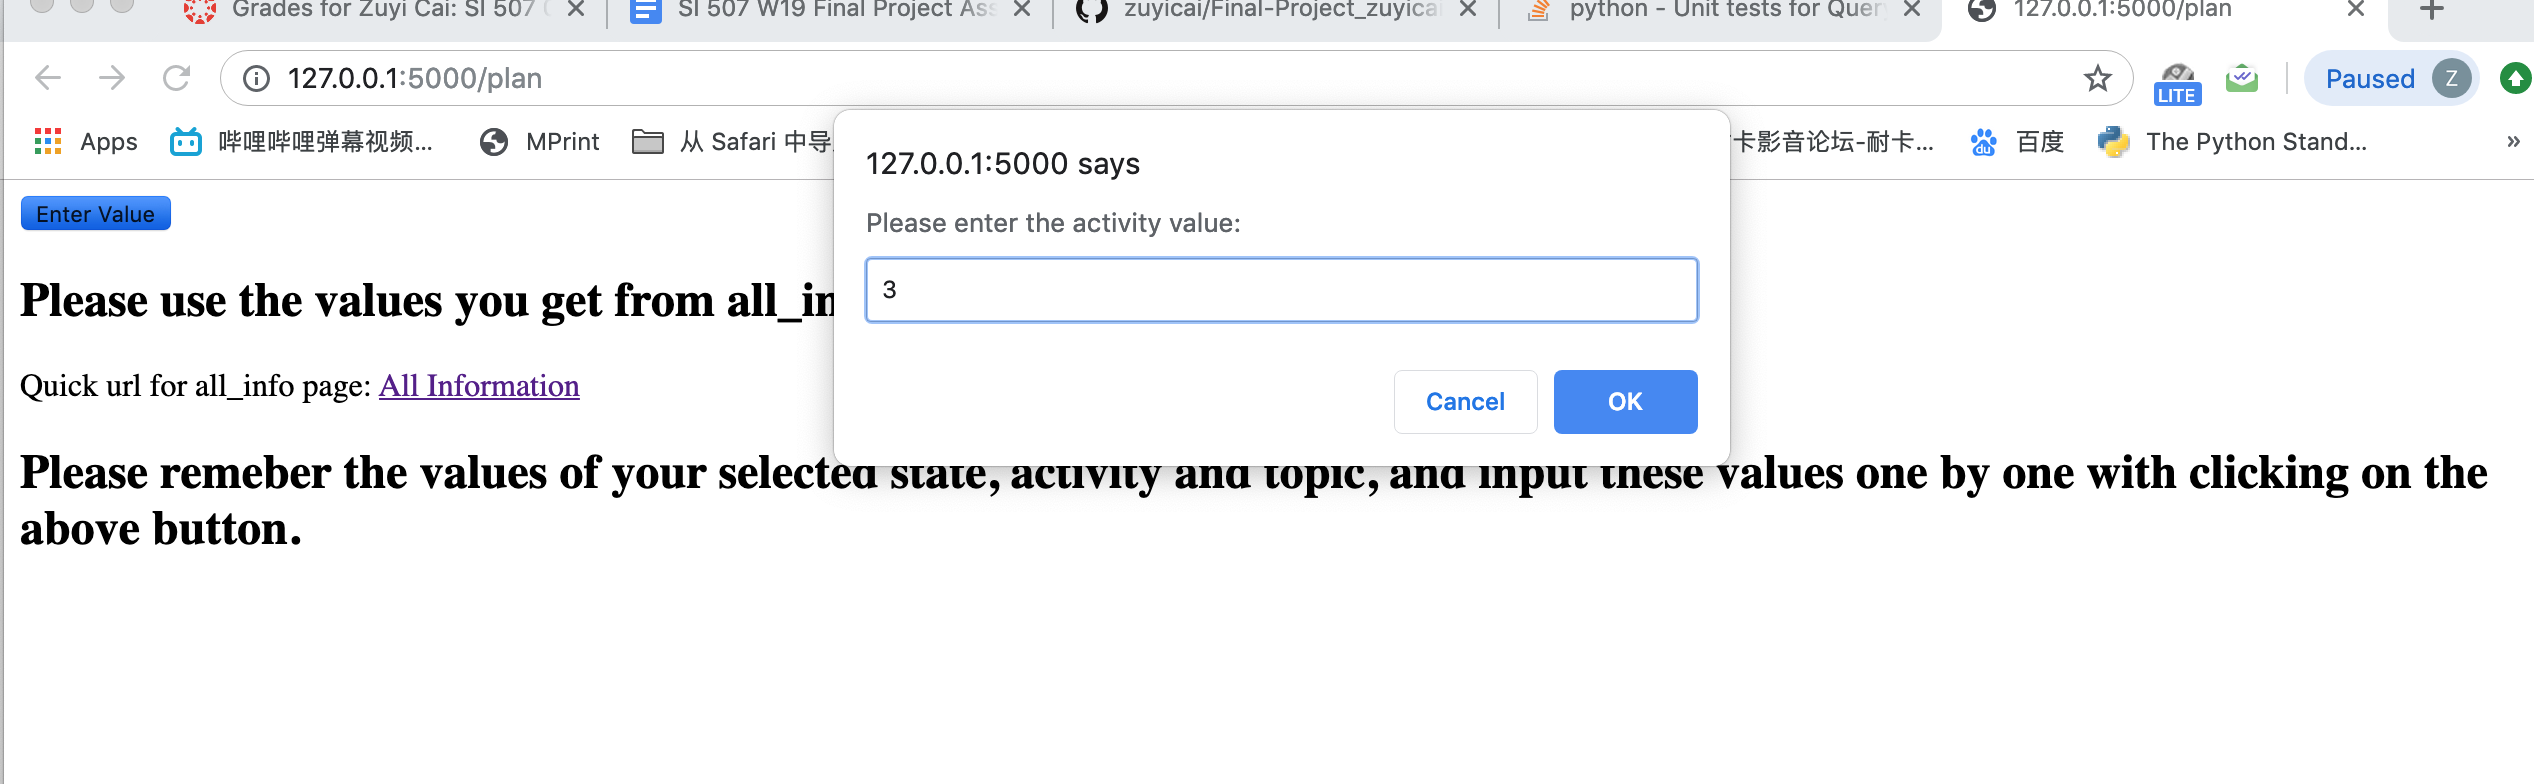 Grades for Zuyi Cai: SI 507
SI 507 W19 Final Project Ass
zuyicai/Final-Project_zuyicai
python - Unit tests for Quer
127.0.0.1:5000/plan
127.0.0.1:5000/plan
LITE
Paused
Z
Apps
哔哩哔哩弹幕视频...
MPrint
从 Safari 中导
卡影音论坛-耐卡...
du
百度
The Python Stand...
»
127.0.0.1:5000 says
Please enter the activity value:
3
Cancel
OK
Enter Value
Please use the values you get from all_in
Quick url for all_info page: All Information
Please remeber the values of your selected state, activity and topic, and input these values one by one with clicking on the
above button.